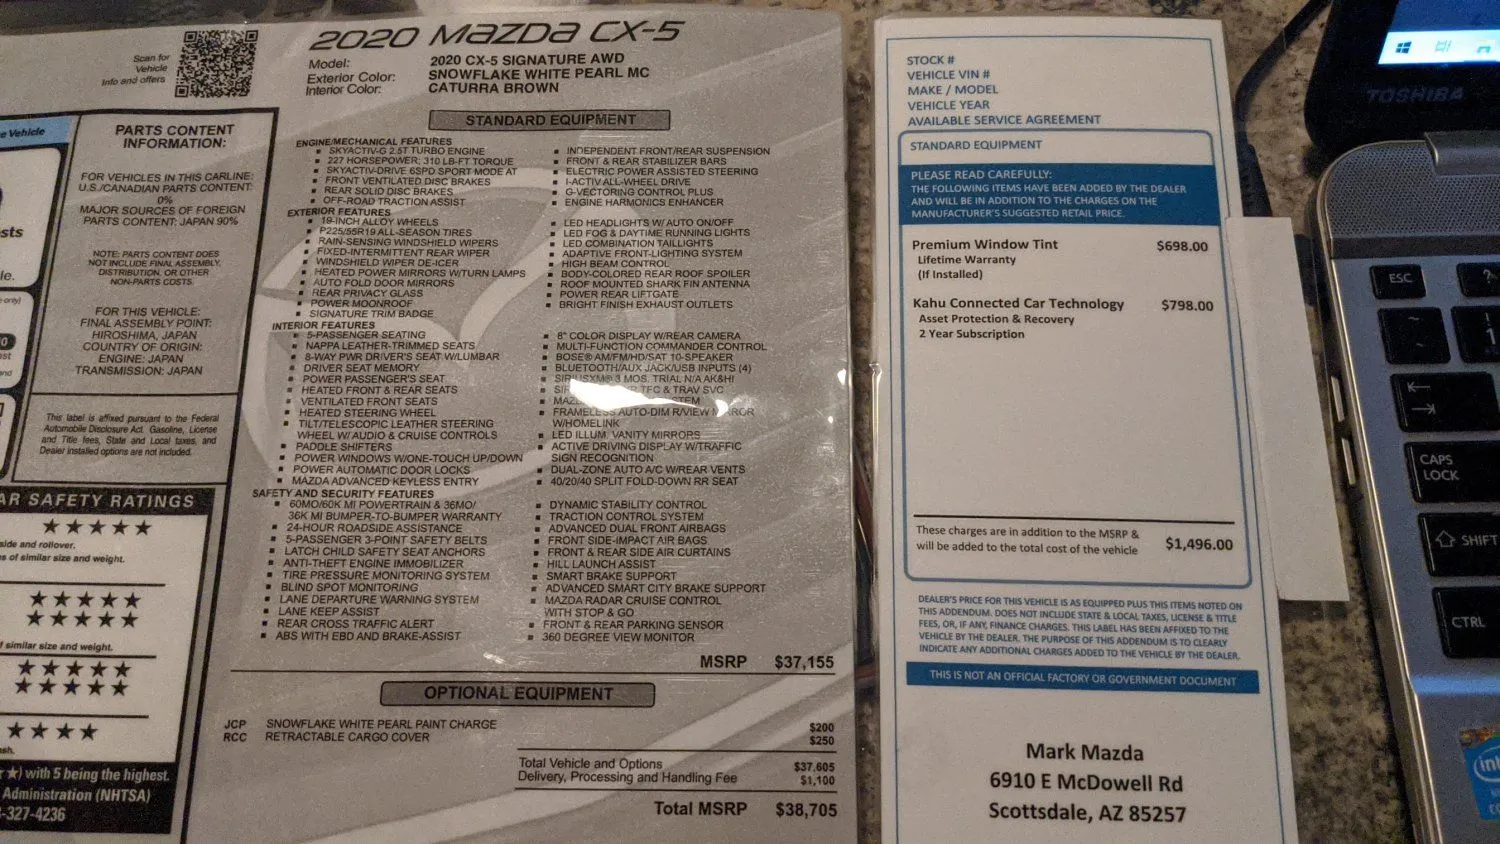 Scan for
Vehicle
Info and offers
2020 MAZDA CX-5
Model: 2020 CX-5 SIGNATURE AWD
Exterior Color: SNOWFLAKE WHITE PEARL MC
Interior Color: CATURRA BROWN
e Vehicle
sts
le.
PARTS CONTENT
INFORMATION:
FOR VEHICLES IN THIS CARLINE:
U.S./CANADIAN PARTS CONTENT:
0%
MAJOR SOURCES OF FOREIGN
PARTS CONTENT: JAPAN 90%
NOTE: PARTS CONTENT DOES
NOT INCLUDE FINAL ASSEMBLY,
DISTRIBUTION, OR OTHER
NON-PARTS COSTS.
FOR THIS VEHICLE:
FINAL ASSEMBLY POINT:
HIROSHIMA, JAPAN
COUNTRY OF ORIGIN:
ENGINE: JAPAN
TRANSMISSION: JAPAN
This label is affixed pursuant to the Federal
Automobile Disclosure Act. Gasoline, License
and Title fees, State and Local taxes, and
Dealer installed options are not included.
AR SAFETY RATINGS
★★★★★
side and rollover.
s of similar size and weight.
★★★★★
★★★★★
f similar size and weight.
★★★★★
★★★★★
★★★★
sh.
★) with 5 being the highest.
Administration (NHTSA)
-327-4236
STANDARD EQUIPMENT
ENGINE/MECHANICAL FEATURES
▪ SKYACTIV-G 2.5T TURBO ENGINE
▪ 227 HORSEPOWER; 310 LB-FT TORQUE
▪ SKYACTIV-DRIVE 6SPD SPORT MODE AT
▪ FRONT VENTILATED DISC BRAKES
▪ REAR SOLID DISC BRAKES
▪ OFF-ROAD TRACTION ASSIST
▪ INDEPENDENT FRONT/REAR SUSPENSION
▪ FRONT & REAR STABILIZER BARS
▪ ELECTRIC POWER ASSISTED STEERING
▪ I-ACTIV ALL-WHEEL DRIVE
▪ G-VECTORING CONTROL PLUS
▪ ENGINE HARMONICS ENHANCER
EXTERIOR FEATURES
▪ 19-INCH ALLOY WHEELS
▪ P225/55R19 ALL-SEASON TIRES
▪ RAIN-SENSING WINDSHIELD WIPERS
▪ FIXED-INTERMITTENT REAR WIPER
▪ WINDSHIELD WIPER DE-ICER
▪ HEATED POWER MIRRORS W/TURN LAMPS
▪ AUTO FOLD DOOR MIRRORS
▪ REAR PRIVACY GLASS
▪ POWER MOONROOF
▪ SIGNATURE TRIM BADGE
▪ LED HEADLIGHTS W/ AUTO ON/OFF
▪ LED FOG & DAYTIME RUNNING LIGHTS
▪ LED COMBINATION TAILLIGHTS
▪ ADAPTIVE FRONT-LIGHTING SYSTEM
▪ HIGH BEAM CONTROL
▪ BODY-COLORED REAR ROOF SPOILER
▪ ROOF MOUNTED SHARK FIN ANTENNA
▪ POWER REAR LIFTGATE
▪ BRIGHT FINISH EXHAUST OUTLETS
INTERIOR FEATURES
▪ 5-PASSENGER SEATING
▪ NAPPA LEATHER-TRIMMED SEATS
▪ 8-WAY PWR DRIVER'S SEAT W/LUMBAR
▪ DRIVER SEAT MEMORY
▪ POWER PASSENGER'S SEAT
▪ HEATED FRONT & REAR SEATS
▪ VENTILATED FRONT SEATS
▪ HEATED STEERING WHEEL
▪ TILT/TELESCOPIC LEATHER STEERING
WHEEL W/ AUDIO & CRUISE CONTROLS
▪ PADDLE SHIFTERS
▪ POWER WINDOWS W/ONE-TOUCH UP/DOWN
▪ POWER AUTOMATIC DOOR LOCKS
▪ MAZDA ADVANCED KEYLESS ENTRY
▪ 8" COLOR DISPLAY W/REAR CAMERA
▪ MULTI-FUNCTION COMMANDER CONTROL
▪ BOSE® AM/FM/HD/SAT 10-SPEAKER
▪ BLUETOOTH/AUX JACK/USB INPUTS (4)
▪ SIRIUSXM® 3 MOS. TRIAL N/A AK&HI
▪ TFC & TRAV SVC
▪ FRAMELESS AUTO-DIM R/VIEW MIRROR
W/HOMELINK
▪ LED ILLUM. VANITY MIRRORS
▪ ACTIVE DRIVING DISPLAY W/TRAFFIC
SIGN RECOGNITION
▪ DUAL-ZONE AUTO A/C W/REAR VENTS
▪ 40/20/40 SPLIT FOLD-DOWN RR SEAT
SAFETY AND SECURITY FEATURES
▪ 60MO/60K MI POWERTRAIN & 36MO/
36K MI BUMPER-TO-BUMPER WARRANTY
▪ 24-HOUR ROADSIDE ASSISTANCE
▪ 5-PASSENGER 3-POINT SAFETY BELTS
▪ LATCH CHILD SAFETY SEAT ANCHORS
▪ ANTI-THEFT ENGINE IMMOBILIZER
▪ TIRE PRESSURE MONITORING SYSTEM
▪ BLIND SPOT MONITORING
▪ LANE DEPARTURE WARNING SYSTEM
▪ LANE KEEP ASSIST
▪ REAR CROSS TRAFFIC ALERT
▪ ABS WITH EBD AND BRAKE-ASSIST
▪ DYNAMIC STABILITY CONTROL
▪ TRACTION CONTROL SYSTEM
▪ ADVANCED DUAL FRONT AIRBAGS
▪ FRONT SIDE-IMPACT AIR BAGS
▪ FRONT & REAR SIDE AIR CURTAINS
▪ HILL LAUNCH ASSIST
▪ SMART BRAKE SUPPORT
▪ ADVANCED SMART CITY BRAKE SUPPORT
▪ MAZDA RADAR CRUISE CONTROL
WITH STOP & GO
▪ FRONT & REAR PARKING SENSOR
▪ 360 DEGREE VIEW MONITOR
MSRP $37,155
OPTIONAL EQUIPMENT
JCP SNOWFLAKE WHITE PEARL PAINT CHARGE $200
RCC RETRACTABLE CARGO COVER $250
Total Vehicle and Options $37,605
Delivery, Processing and Handling Fee $1,100
Total MSRP $38,705
STOCK #
VEHICLE VIN #
MAKE / MODEL
VEHICLE YEAR
AVAILABLE SERVICE AGREEMENT
STANDARD EQUIPMENT
PLEASE READ CAREFULLY:
THE FOLLOWING ITEMS HAVE BEEN ADDED BY THE DEALER
AND WILL BE IN ADDITION TO THE CHARGES ON THE
MANUFACTURER'S SUGGESTED RETAIL PRICE.
Premium Window Tint $698.00
Lifetime Warranty
(If Installed)
Kahu Connected Car Technology $798.00
Asset Protection & Recovery
2 Year Subscription
These charges are in addition to the MSRP &
will be added to the total cost of the vehicle $1,496.00
DEALER'S PRICE FOR THIS VEHICLE IS AS EQUIPPED PLUS THIS ITEMS NOTED ON
THIS ADDENDUM. DOES NOT INCLUDE STATE & LOCAL TAXES, LICENSE & TITLE
FEES, OR, IF ANY, FINANCE CHARGES. THIS LABEL HAS BEEN AFFIXED TO THE
VEHICLE BY THE DEALER. THE PURPOSE OF THIS ADDENDUM IS TO CLEARLY
INDICATE ANY ADDITIONAL CHARGES ADDED TO THE VEHICLE BY THE DEALER.
THIS IS NOT AN OFFICIAL FACTORY OR GOVERNMENT DOCUMENT
Mark Mazda
6910 E McDowell Rd
Scottsdale, AZ 85257
TOSHIBA
ESC
CAPS
LOCK
SHIFT
CTRL